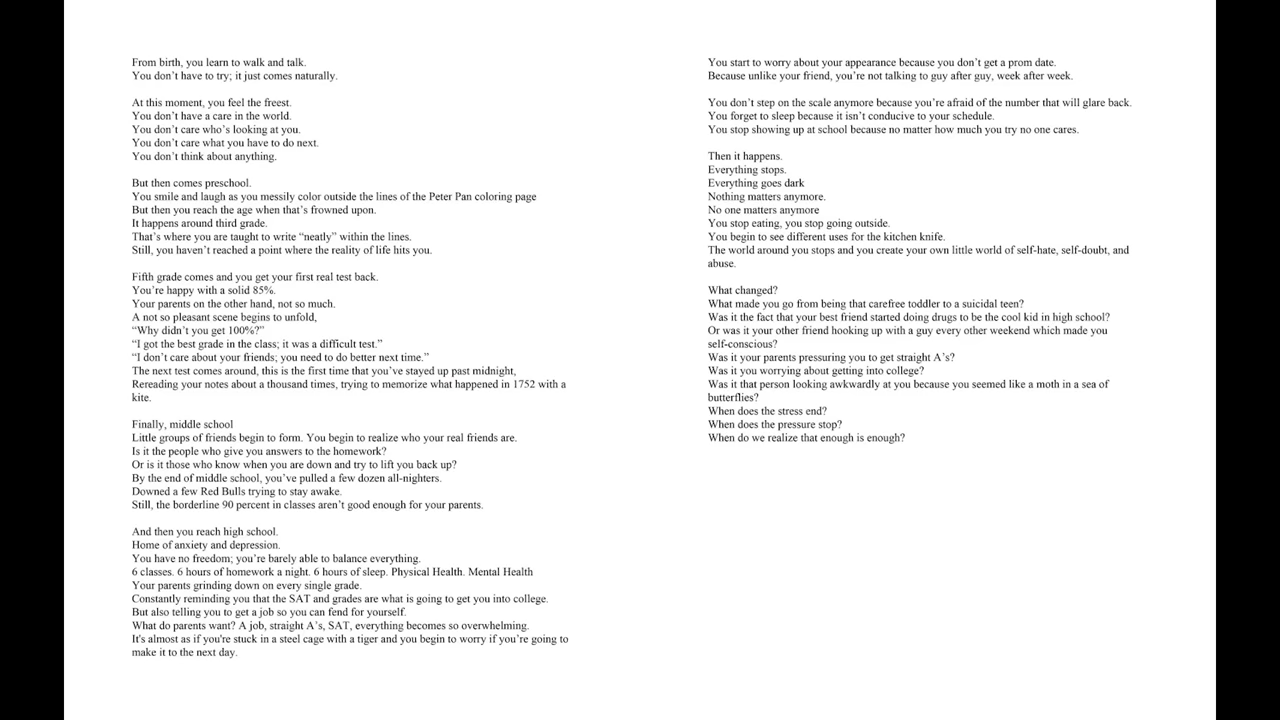 From birth, you learn to walk and talk.
You don't have to try; it just comes naturally.
At this moment, you feel the freest.
You don't have a care in the world.
You don't care who's looking at you.
You don't care what you have to do next.
You don't think about anything.
But then comes preschool.
You smile and laugh as you messily color outside the lines of the Peter Pan coloring page
But then you reach the age when that's frowned upon.
It happens around third grade.
That's where you are taught to write “neatly” within the lines.
Still, you haven't reached a point where the reality of life hits you.
Fifth grade comes and you get your first real test back.
You're happy with a solid 85%.
Your parents on the other hand, not so much.
A not so pleasant scene begins to unfold,
“Why didn't you get 100%?”
“I got the best grade in the class; it was a difficult test.”
“I don't care about your friends; you need to do better next time.”
The next test comes around, this is the first time that you've stayed up past midnight,
Rereading your notes about a thousand times, trying to memorize what happened in 1752 with a
kite.
Finally, middle school
Little groups of friends begin to form. You begin to realize who your real friends are.
Is it the people who give you answers to the homework?
Or is it those who know when you are down and try to lift you back up?
By the end of middle school, you've pulled a few dozen all-nighters.
Downed a few Red Bulls trying to stay awake.
Still, the borderline 90 percent in classes aren't good enough for your parents.
And then you reach high school.
Home of anxiety and depression.
You have no freedom; you're barely able to balance everything.
6 classes. 6 hours of homework a night. 6 hours of sleep. Physical Health. Mental Health
Your parents grinding down on every single grade.
Constantly reminding you that the SAT and grades are what is going to get you into college.
But also telling you to get a job so you can fend for yourself.
What do parents want? A job, straight A's, SAT, everything becomes so overwhelming.
It's almost as if you're stuck in a steel cage with a tiger and you begin to worry if you're going to
make it to the next day.
You start to worry about your appearance because you don't get a prom date.
Because unlike your friend, you're not talking to guy after guy, week after week.
You don't step on the scale anymore because you're afraid of the number that will glare back.
You forget to sleep because it isn't conducive to your schedule.
You stop showing up at school because no matter how much you try no one cares.
Then it happens.
Everything stops.
Everything goes dark
Nothing matters anymore.
No one matters anymore
You stop eating, you stop going outside.
You begin to see different uses for the kitchen knife.
The world around you stops and you create your own little world of self-hate, self-doubt, and
abuse.
What changed?
What made you go from being that carefree toddler to a suicidal teen?
Was it the fact that your best friend started doing drugs to be the cool kid in high school?
Or was it your other friend hooking up with a guy every other weekend which made you
self-conscious?
Was it your parents pressuring you to get straight A's?
Was it you worrying about getting into college?
Was it that person looking awkwardly at you because you seemed like a moth in a sea of
butterflies?
When does the stress end?
When does the pressure stop?
When do we realize that enough is enough?